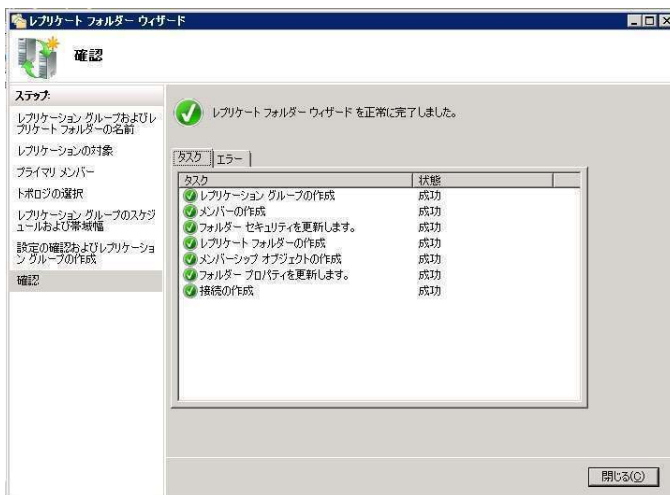 レプリケート フォルダー ウィザード
確認
ステップ:
レプリケーション グループおよびレ
プリケート フォルダーの名前
レプリケーションの対象
プライマリ メンバー
トポロジの選択
レプリケーション グループのスケジ
ュールおよび帯域幅
設定の確認およびレプリケーショ
ン グループの作成
確認
レプリケート フォルダー ウィザード を正常に完了しました。
タスク エラー
タスク 状態
レプリケーション グループの作成 成功
メンバーの作成 成功
フォルダー セキュリティを更新します。 成功
レプリケート フォルダーの作成 成功
メンバーシップ オブジェクトの作成 成功
フォルダー プロパティを更新します。 成功
接続の作成 成功
閉じる(C)